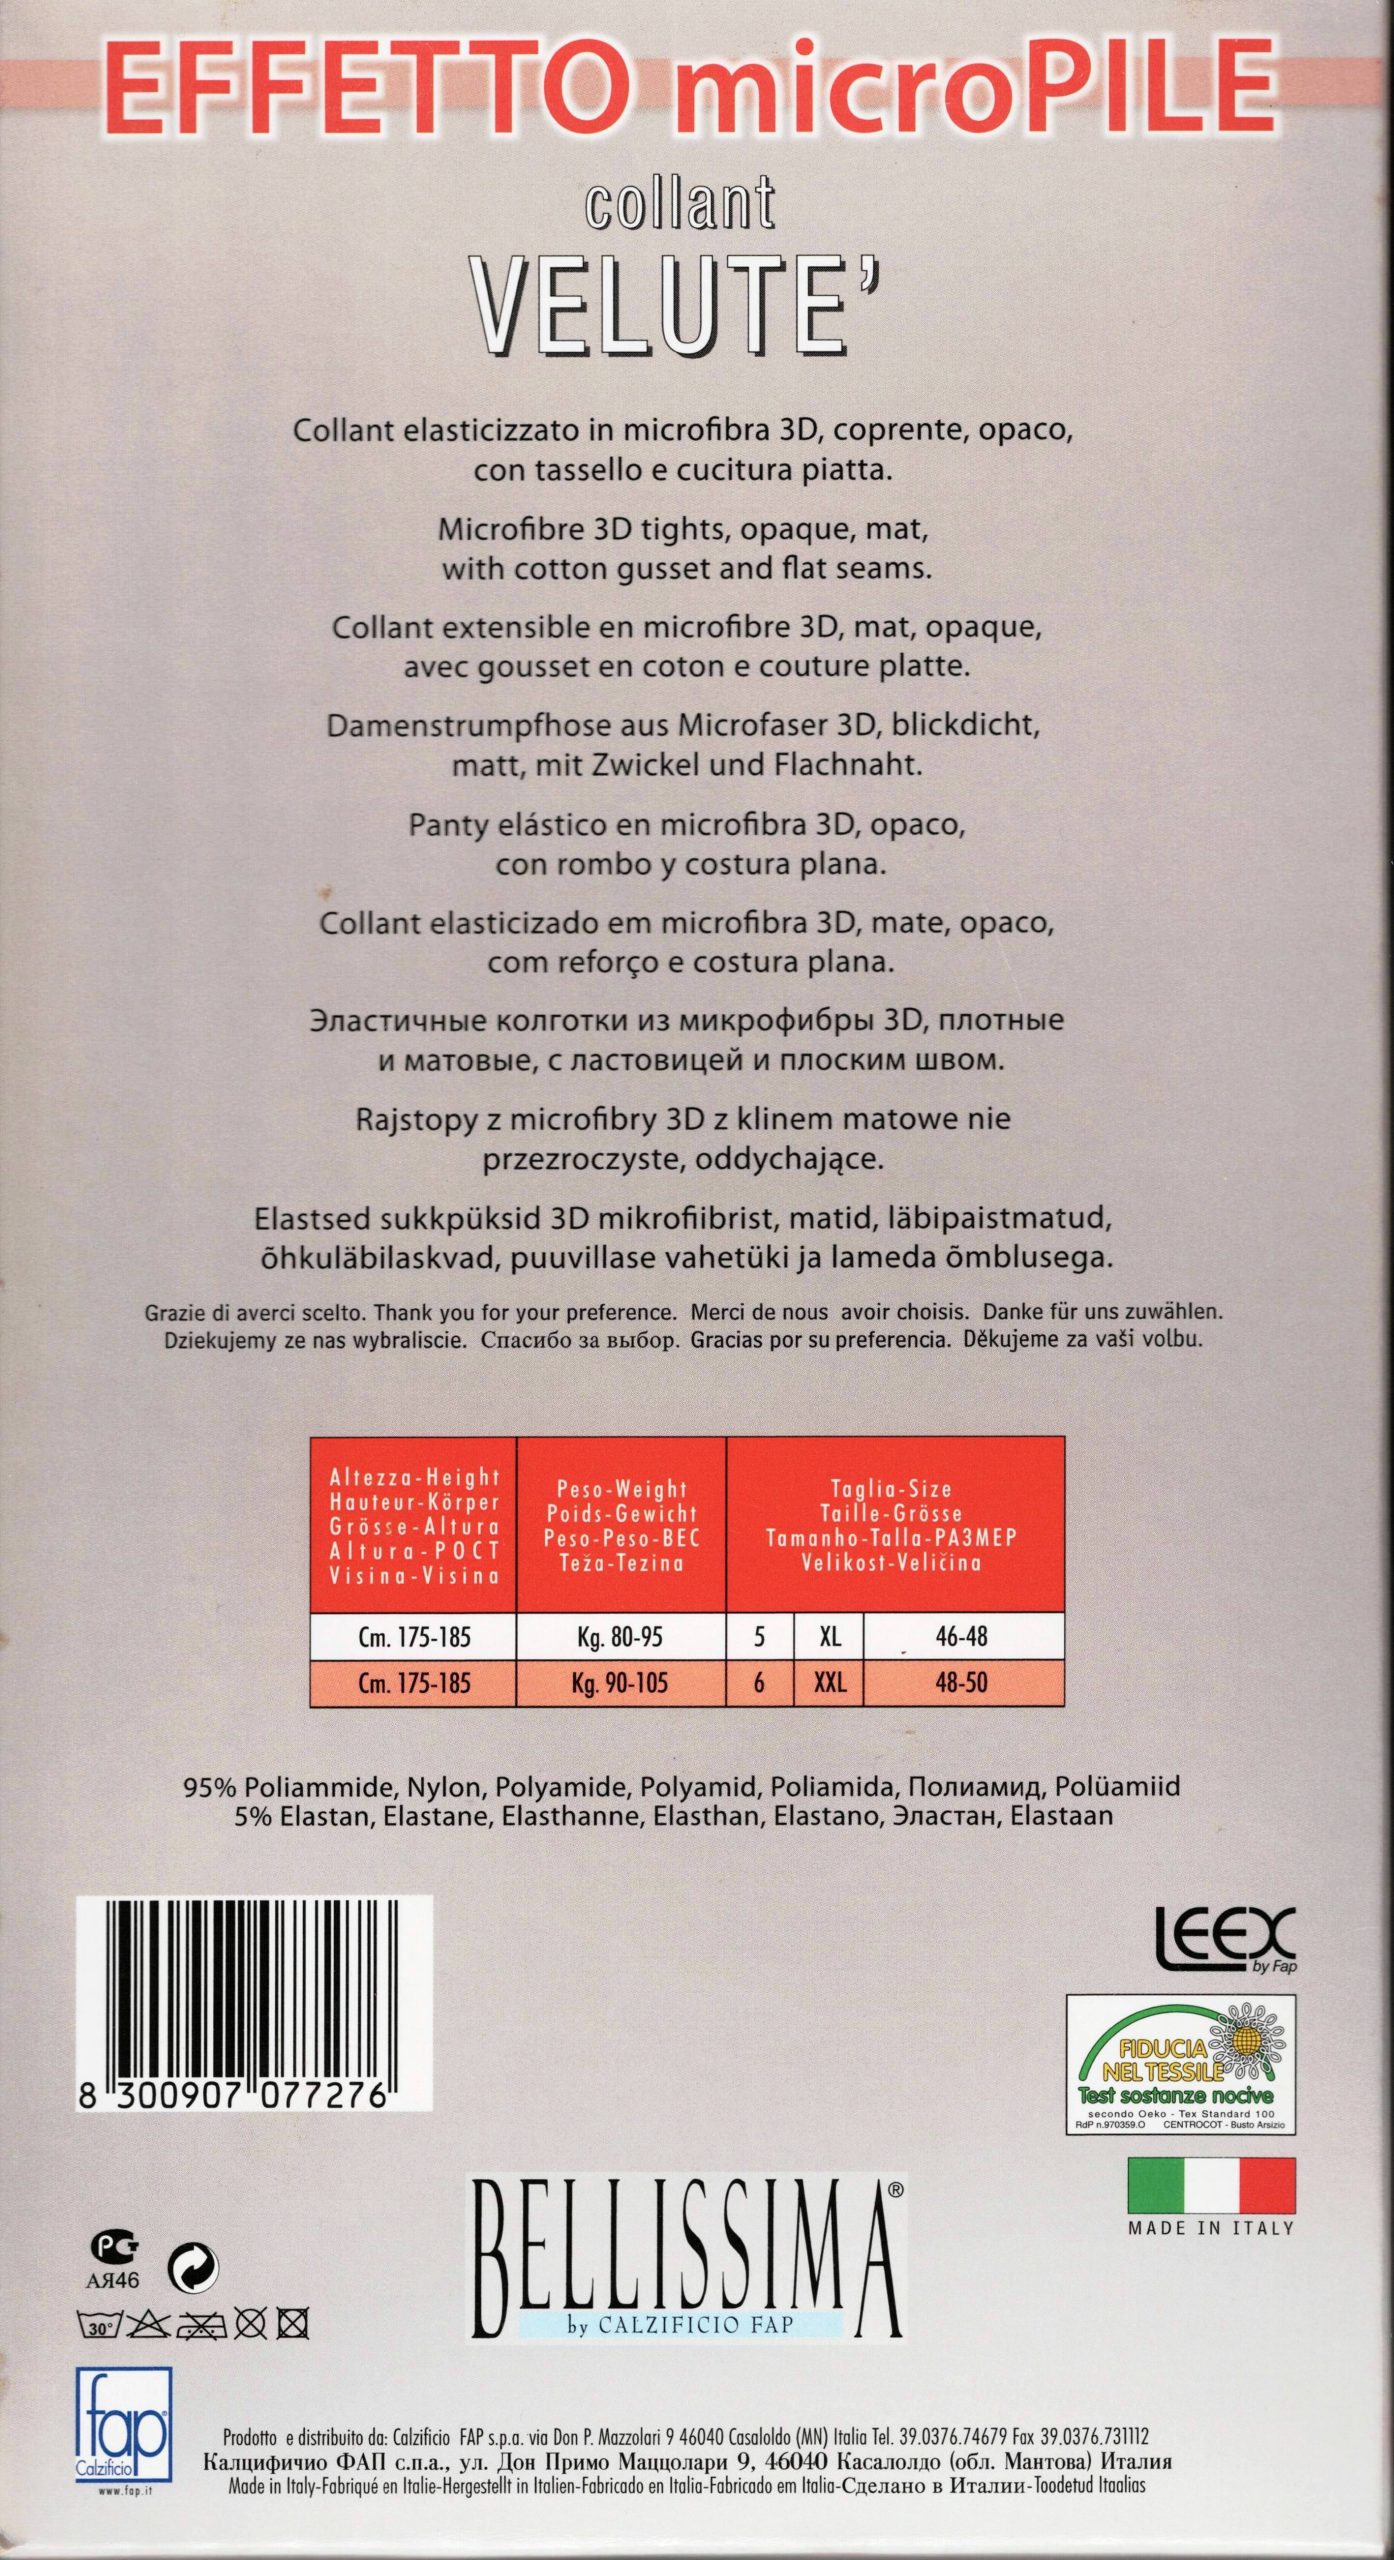 EFFETTO microPILE
collant
VELUTE'
Collant elasticizzato in microfibra 3D, coprente, opaco,
con tassello e cucitura piatta.
Microfibre 3D tights, opaque, mat,
with cotton gusset and flat seams.
Collant extensible en microfibre 3D, mat, opaque,
avec gousset en coton e couture platte.
Damenstrumpfhose aus Microfaser 3D, blickdicht,
matt, mit Zwickel und Flachnaht.
Panty elástico en microfibra 3D, opaco,
con rombo y costura plana.
Collant elasticizado em microfibra 3D, mate, opaco,
com reforço e costura plana.
Эластичные колготки из микрофибры 3D, плотные
и матовые, с ластовицей и плоским швом.
Rajstopy z microfibry 3D z klinem matowe nie
przezroczyste, oddychające.
Elastsed sukkpüksid 3D mikrofiibrist, matid, läbipaistmatud,
õhkuläbilaskvad, puuvillase vahetüki ja lameda õmblusega.
Grazie di averci scelto. Thank you for your preference. Merci de nous avoir choisis. Danke für uns zuwählen.
Dziekujemy ze nas wybraliscie. Спасибо за выбор. Gracias por su preferencia. Děkujeme za vaši volbu.
Altezza-Height
Hauteur-Körper
Grösse-Altura
Altura-РОСТ
Visina-Visina
Peso-Weight
Poids-Gewicht
Peso-Peso-ВЕС
Teža-Tezina
Taglia-Size
Taille-Grösse
Tamanho-Talla-РАЗМЕР
Velikost-Veličina
Cm. 175-185 Kg. 80-95 5 XL 46-48
Cm. 175-185 Kg. 90-105 6 XXL 48-50
95% Poliammide, Nylon, Polyamide, Polyamid, Poliamida, Полиамид, Polüamiid
5% Elastan, Elastane, Elasthanne, Elasthan, Elastano, Эластан, Elastaan
8 300907 077276
LEEX
by Fap
FIDUCIA
NEL TESSILE
Test sostanze nocive
secondo Oeko - Tex Standard 100
RdP n.970359.O CENTROCOT - Busto Arsizio
MADE IN ITALY
РСТ
АЯ46
30°
BELLISSIMA®
by CALZIFICIO FAP
fap®
Calzificio
www.fap.it
Prodotto e distribuito da: Calzificio FAP s.p.a. via Don P. Mazzolari 9 46040 Casaloldo (MN) Italia Tel. 39.0376.74679 Fax 39.0376.731112
Калцифичио ФАП с.п.а., ул. Дон Примо Маццолари 9, 46040 Касалолдо (обл. Мантова) Италия
Made in Italy-Fabriqué en Italie-Hergestellt in Italien-Fabricado en Italia-Fabricado em Italia-Сделано в Италии-Toodetud Itaalias